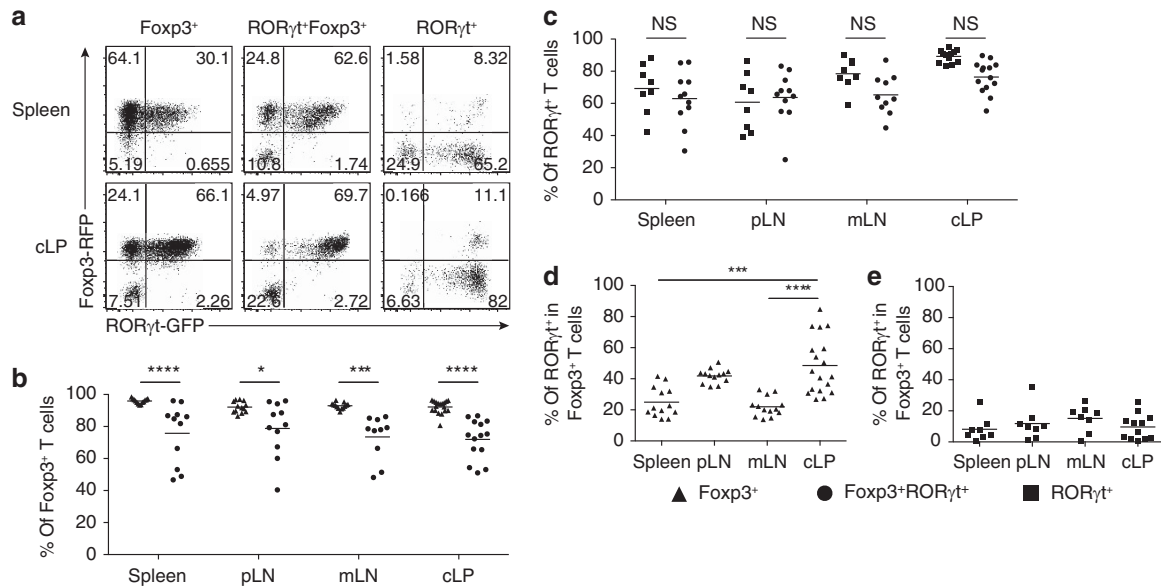 a
Foxp3⁺ RORγt⁺Foxp3⁺ RORγt⁺
64.1 30.1 24.8 62.6 1.58 8.32
Spleen
5.19 0.655 10.8 1.74 24.9 65.2
24.1 66.1 4.97 69.7 0.166 11.1
cLP
7.51 2.26 22.6 2.72 6.63 82
Foxp3-RFP
RORγt-GFP
b
**** * *** ****
% Of Foxp3⁺ T cells
100
80
60
40
20
0
Spleen pLN mLN cLP
c
NS NS NS NS
% Of RORγt⁺ T cells
100
80
60
40
20
0
Spleen pLN mLN cLP
d
***
****
% Of RORγt⁺ in
Foxp3⁺ T cells
100
80
60
40
20
0
Spleen pLN mLN cLP
e
% Of RORγt⁺ in
Foxp3⁺ T cells
100
80
60
40
20
0
Spleen pLN mLN cLP
Foxp3⁺ Foxp3⁺RORγt⁺ RORγt⁺